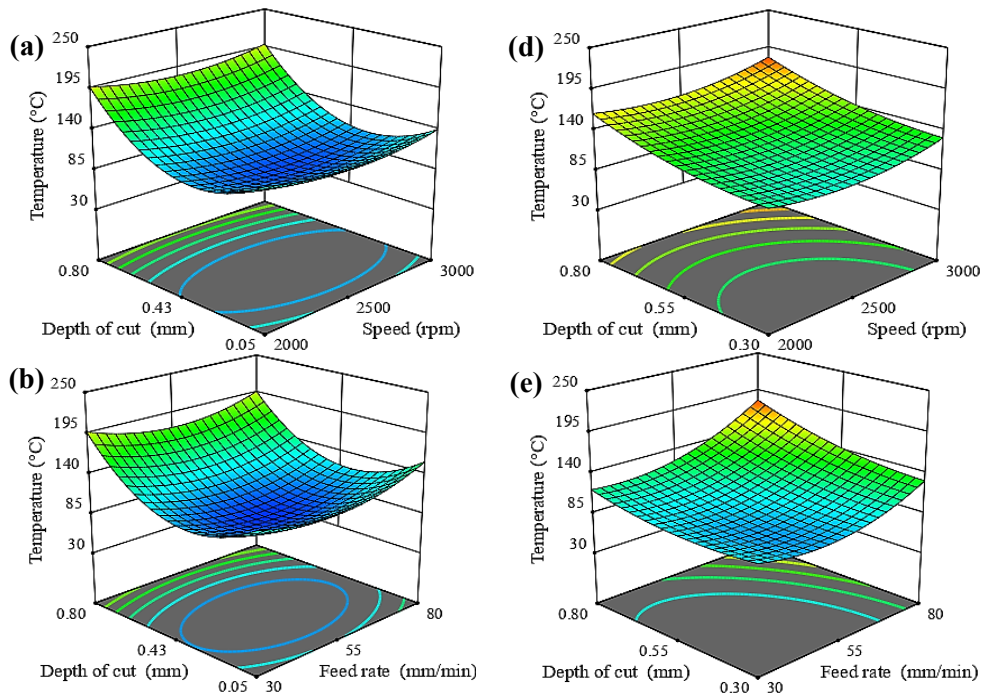 (a)
250
195
140
85
30
Temperature (°C)
0.80
0.43
0.05
Depth of cut (mm)
2000
2500
3000
Speed (rpm)
(d)
250
195
140
85
30
Temperature (°C)
0.80
0.55
0.30
Depth of cut (mm)
2000
2500
3000
Speed (rpm)
(b)
250
195
140
85
30
Temperature (°C)
0.80
0.43
0.05
Depth of cut (mm)
30
55
80
Feed rate (mm/min)
(e)
250
195
140
85
30
Temperature (°C)
0.80
0.55
0.30
Depth of cut (mm)
30
55
80
Feed rate (mm/min)